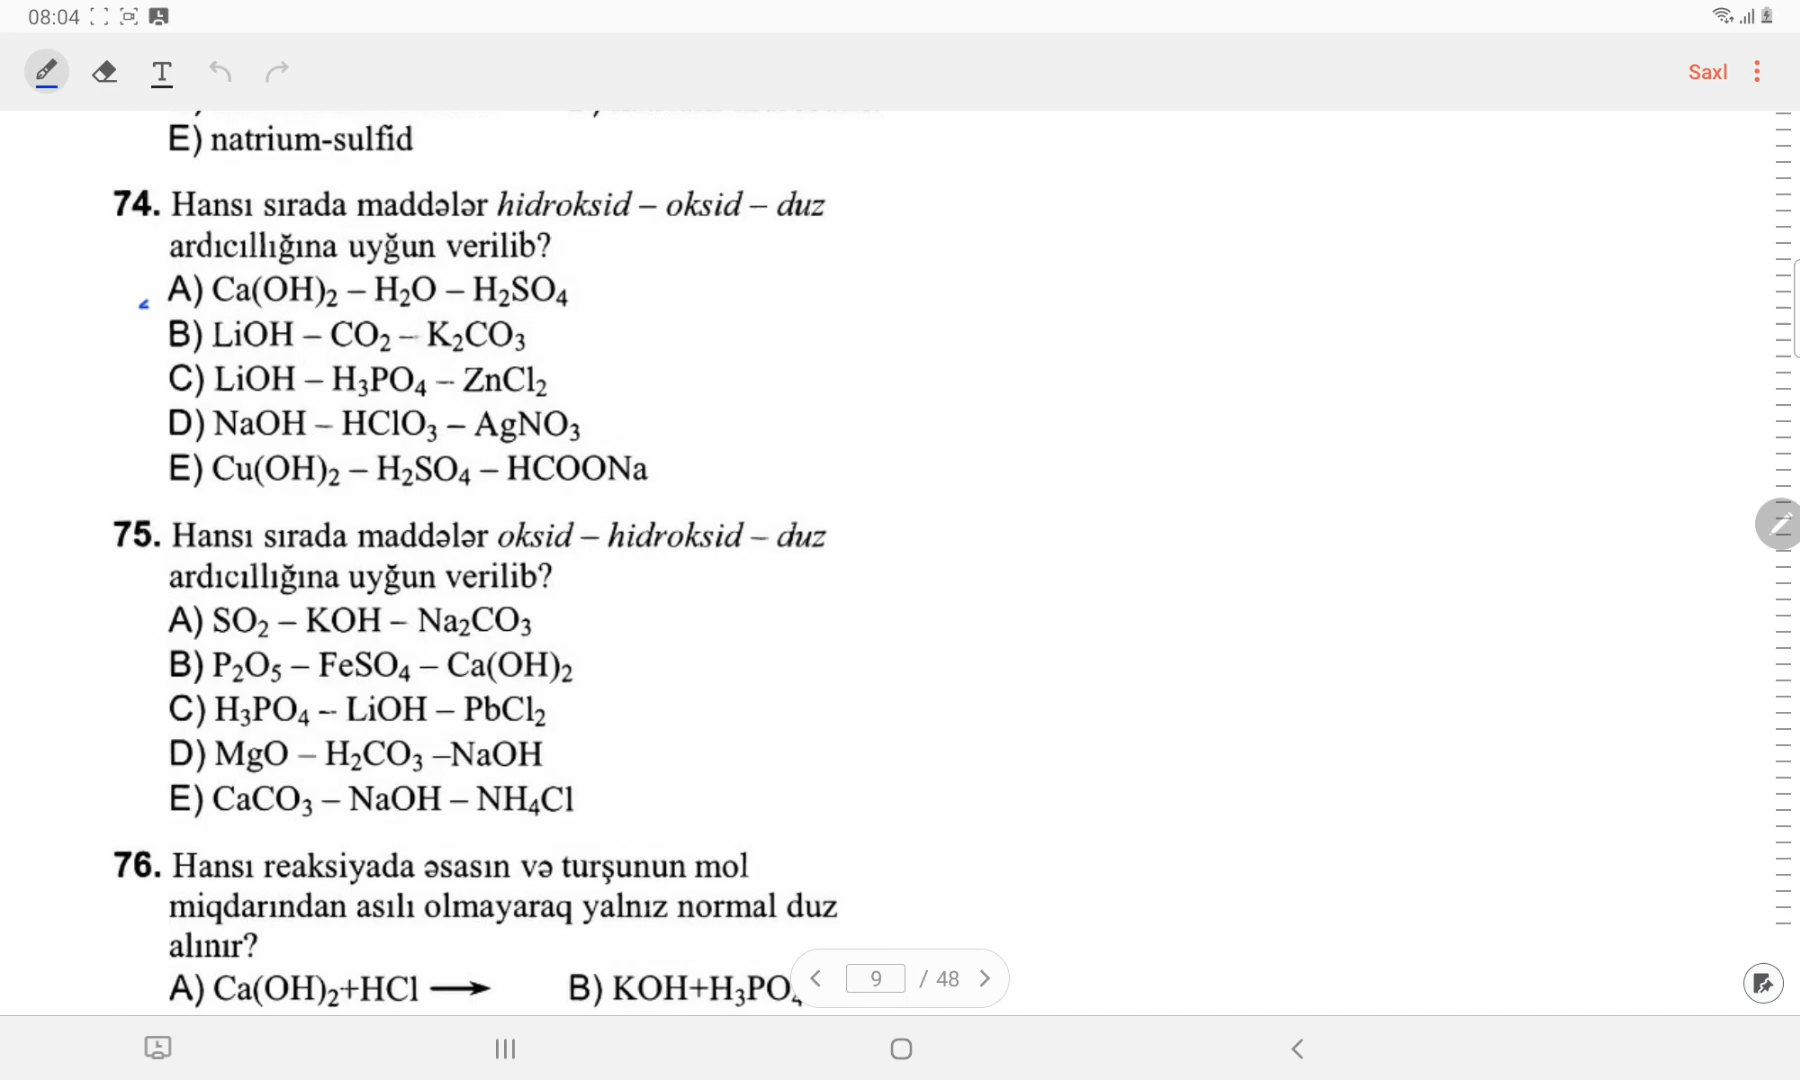 08:04
Saxl
E) natrium-sulfid
74. Hansı sırada maddələr hidroksid – oksid – duz
ardıcıllığına uyğun verilib?
A) Ca(OH)₂ – H₂O – H₂SO₄
B) LiOH – CO₂ – K₂CO₃
C) LiOH – H₃PO₄ – ZnCl₂
D) NaOH – HClO₃ – AgNO₃
E) Cu(OH)₂ – H₂SO₄ – HCOONa
75. Hansı sırada maddələr oksid – hidroksid – duz
ardıcıllığına uyğun verilib?
A) SO₂ – KOH – Na₂CO₃
B) P₂O₅ – FeSO₄ – Ca(OH)₂
C) H₃PO₄ – LiOH – PbCl₂
D) MgO – H₂CO₃ –NaOH
E) CaCO₃ – NaOH – NH₄Cl
76. Hansı reaksiyada əsasın və turşunun mol
miqdarından asılı olmayaraq yalnız normal duz
alınır?
A) Ca(OH)₂+HCl ⟶ B) KOH+H₃PO₄
9 / 48